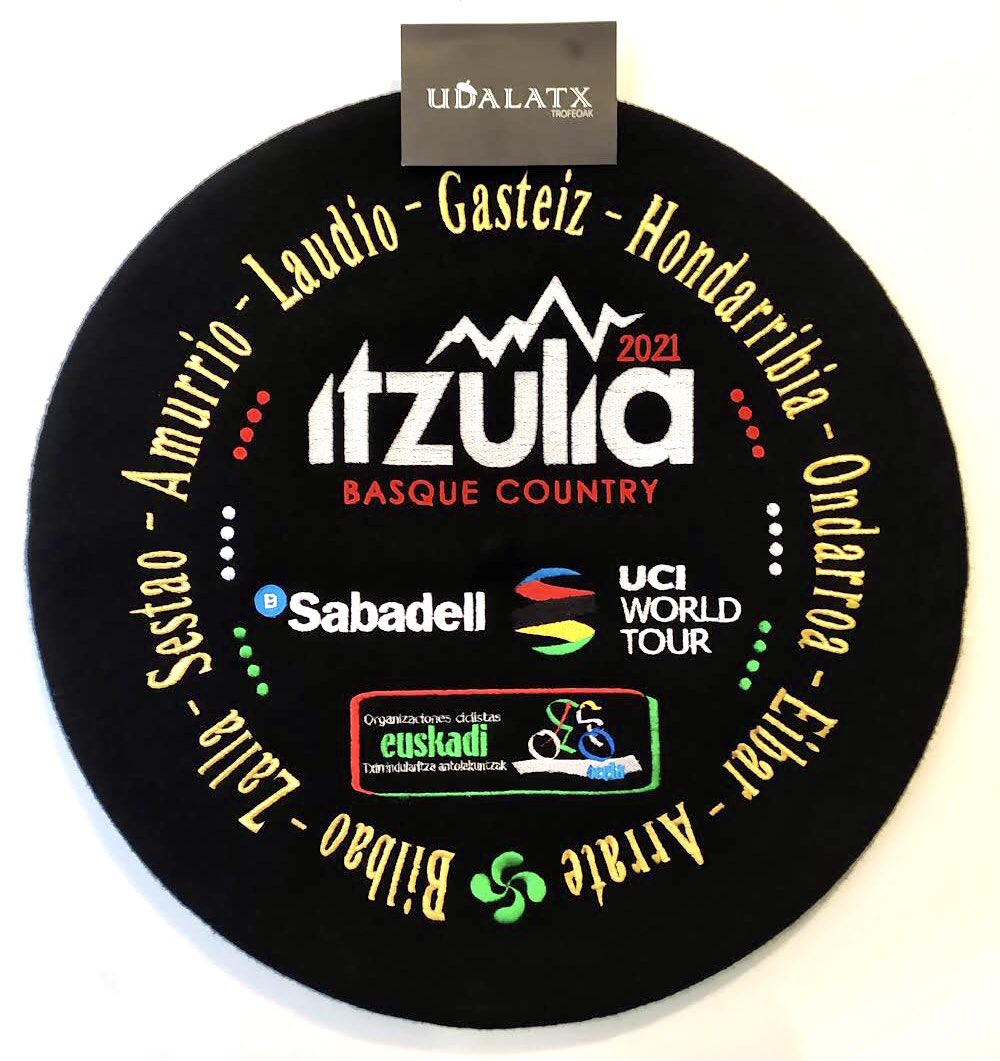 UDALATX
TROFEOAK
Bilbao - Zalla - Sestao - Amurrio - Laudio - Gasteiz - Hondarribia - Ondarroa - Eibar - Arrate
2021
itzulia
BASQUE COUNTRY
B Sabadell
UCI
WORLD
TOUR
Organizaciones ciclistas
euskadi
Txirrindularitza antolakuntzak